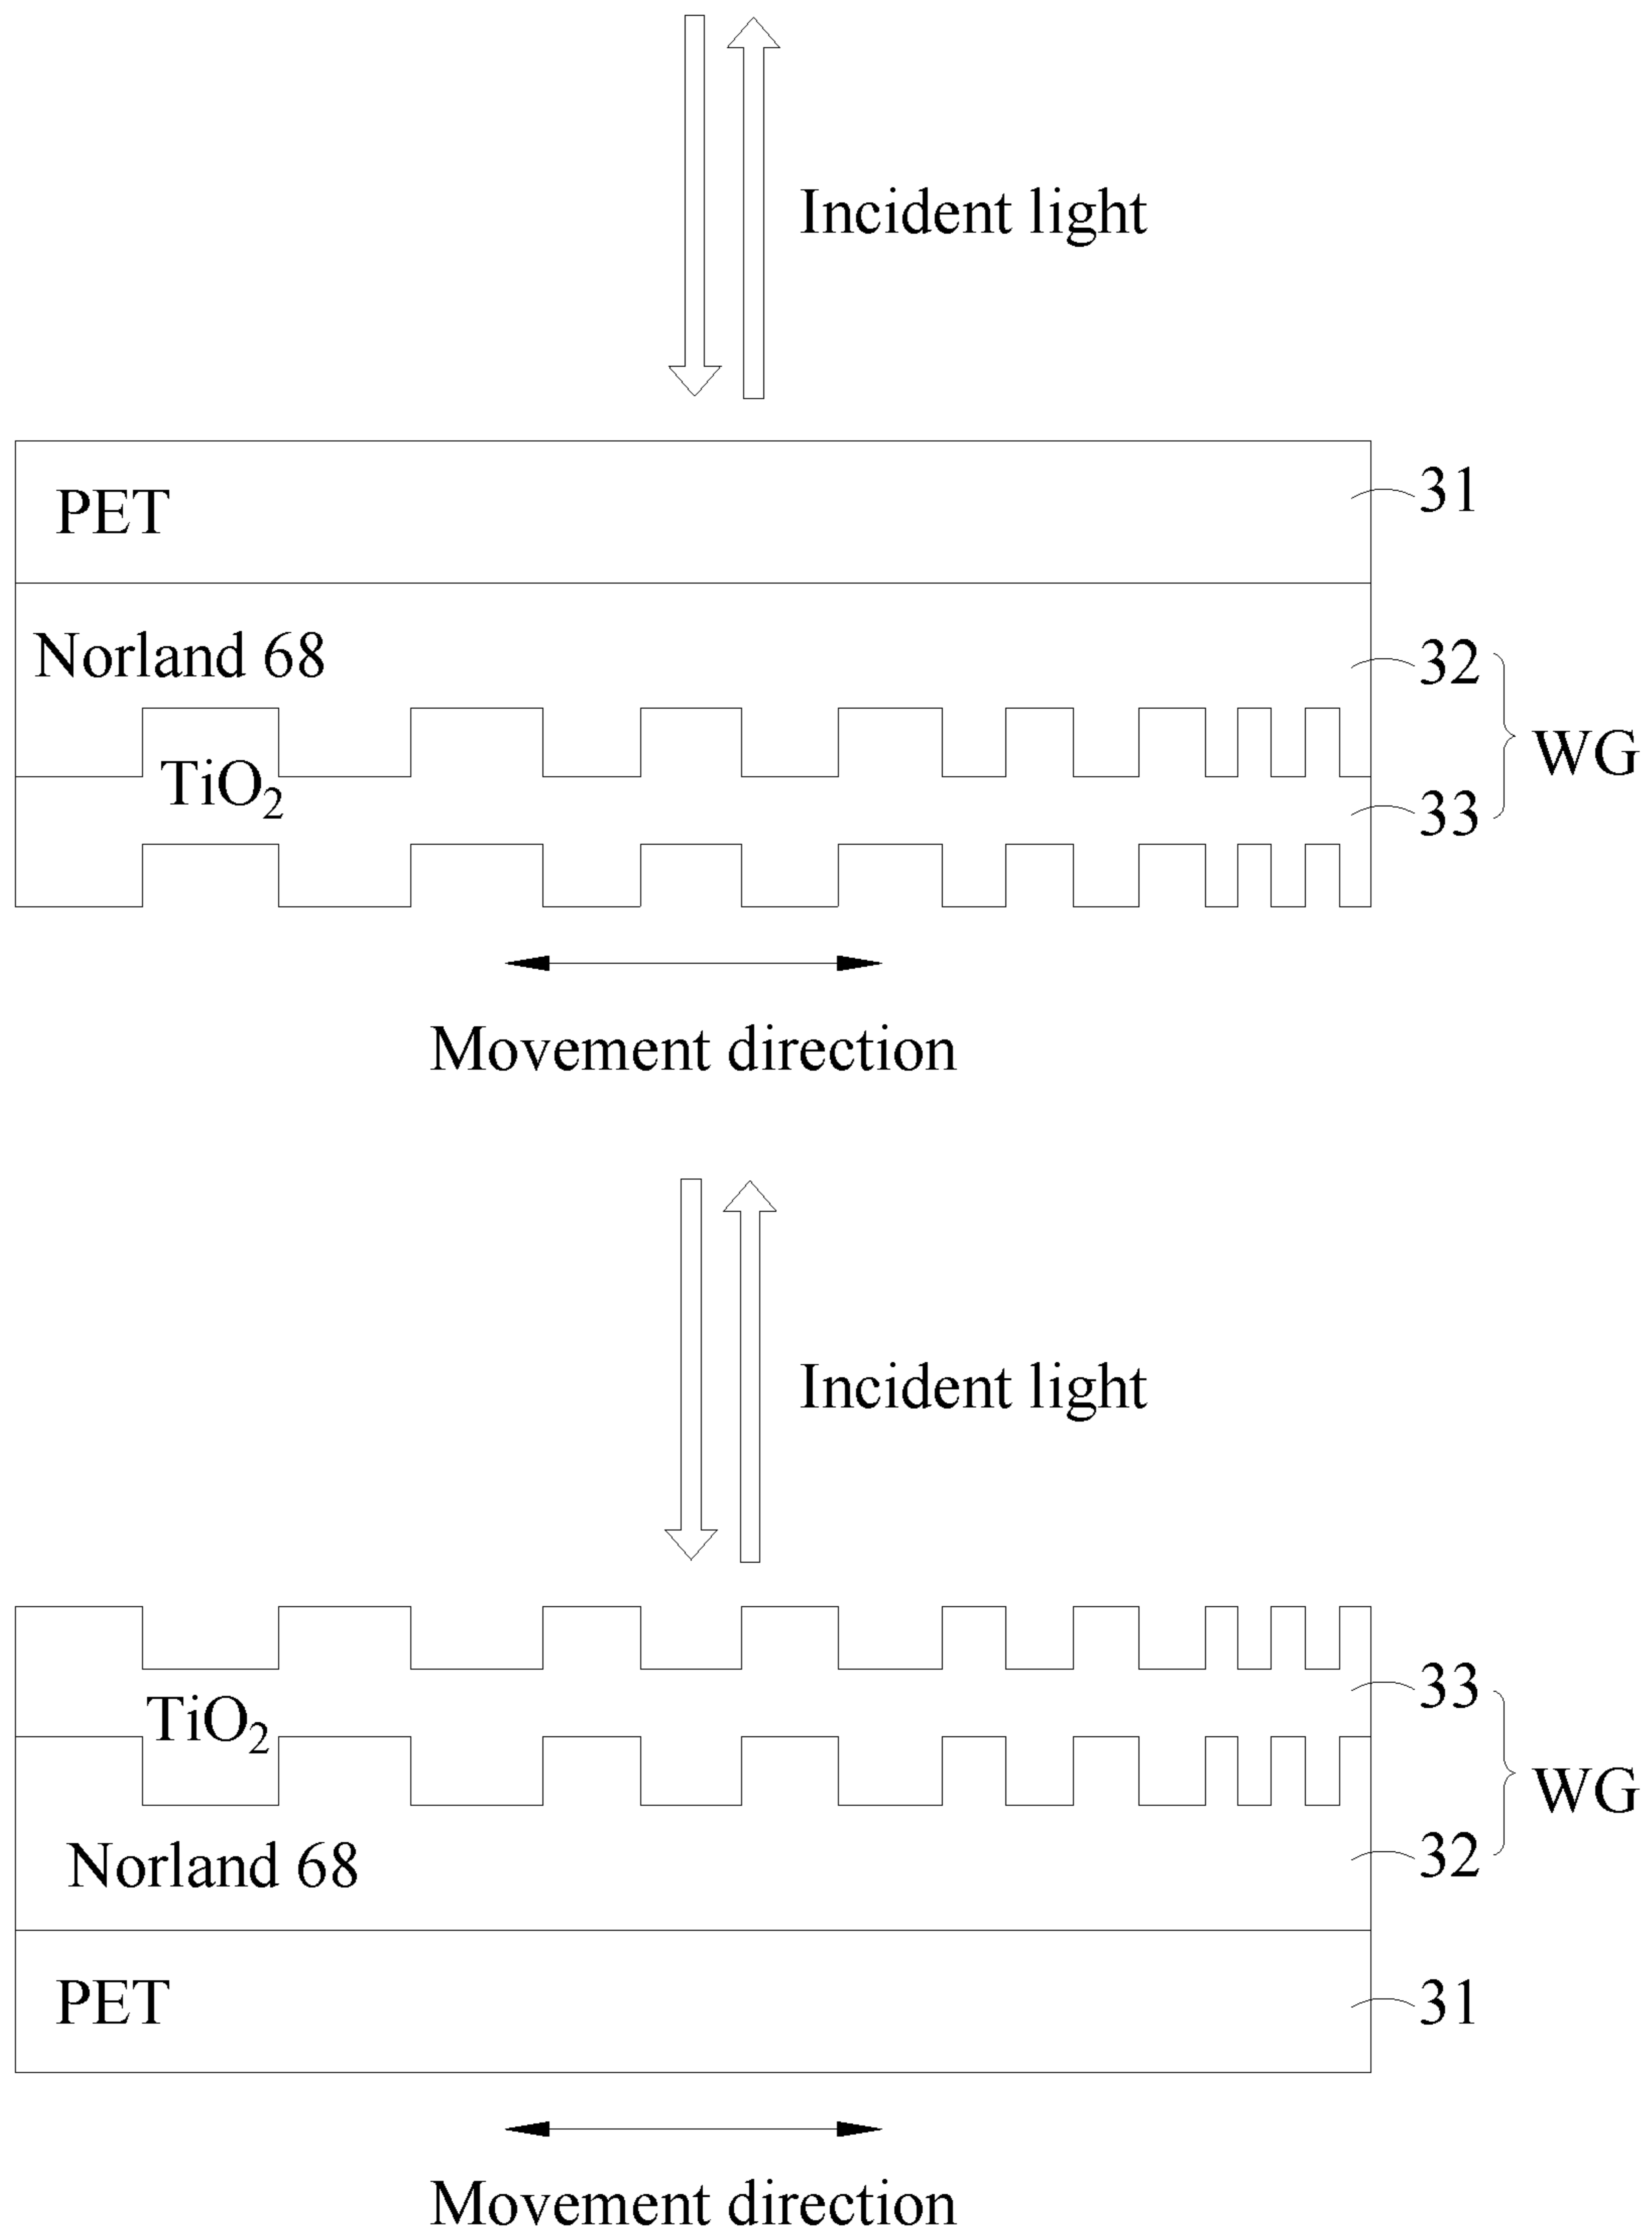 Incident light
PET
31
Norland 68
32
WG
TiO₂
33
Movement direction
Incident light
TiO₂
33
WG
Norland 68
32
PET
31
Movement direction